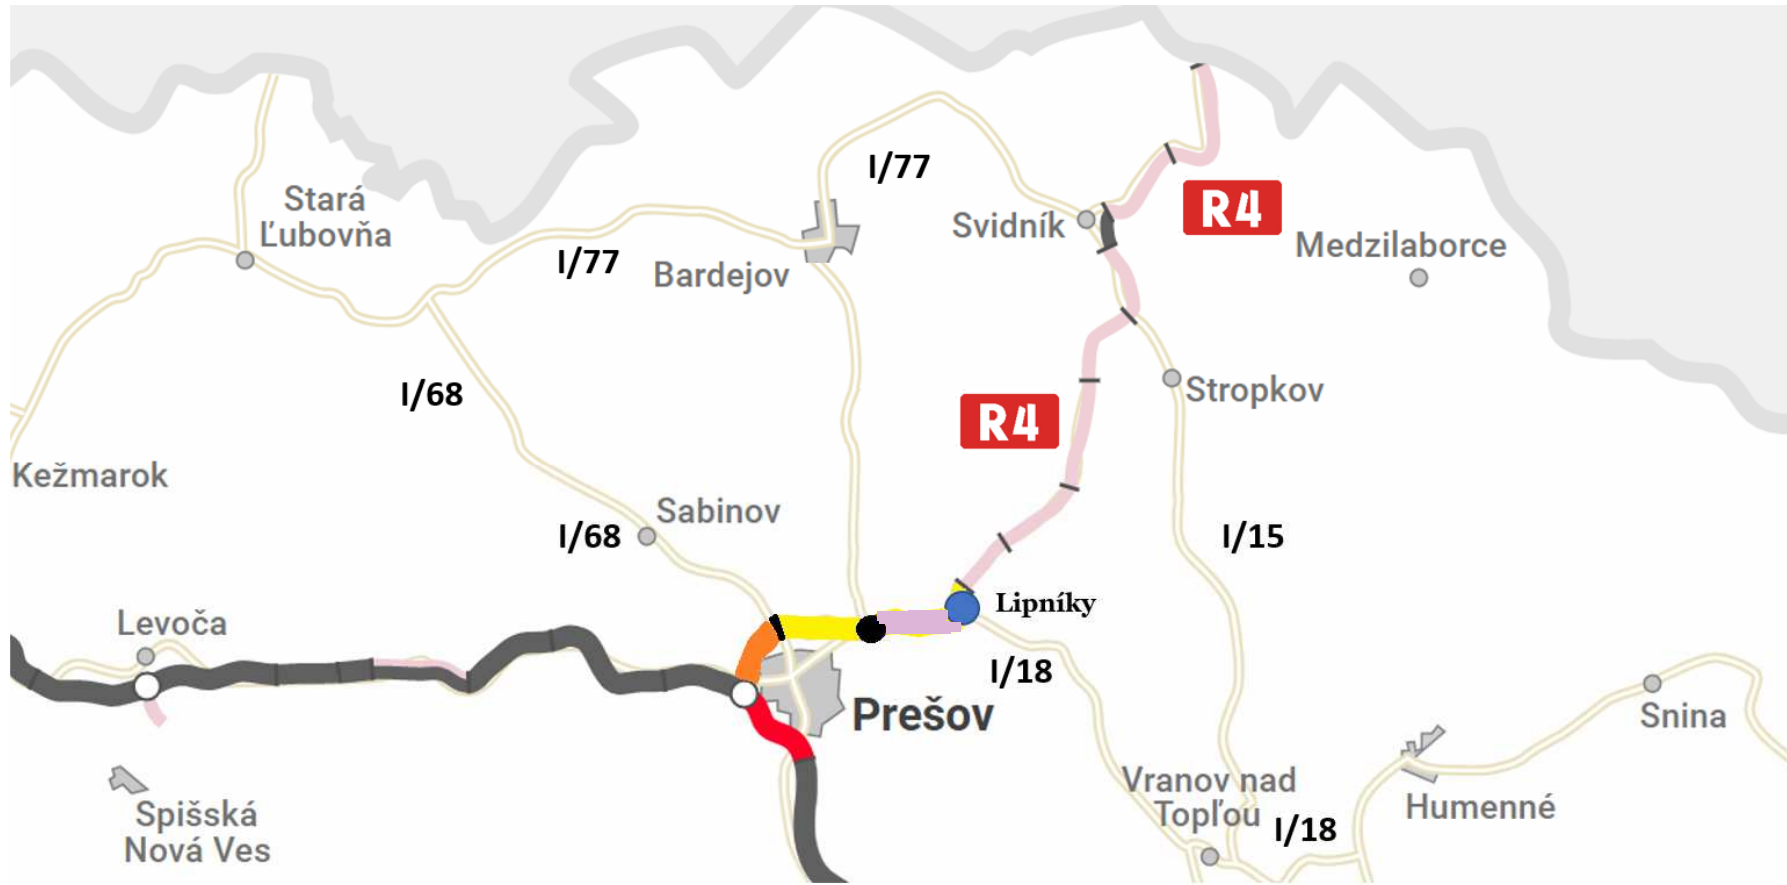 I/77
Stará
Ľubovňa
R4
Svidník
Medzilaborce
I/77
Bardejov
I/68
Stropkov
R4
Kežmarok
Sabinov
I/68
I/15
Lipníky
Levoča
I/18
Prešov
Snina
Vranov nad
Topľou
Humenné
I/18
Spišská
Nová Ves